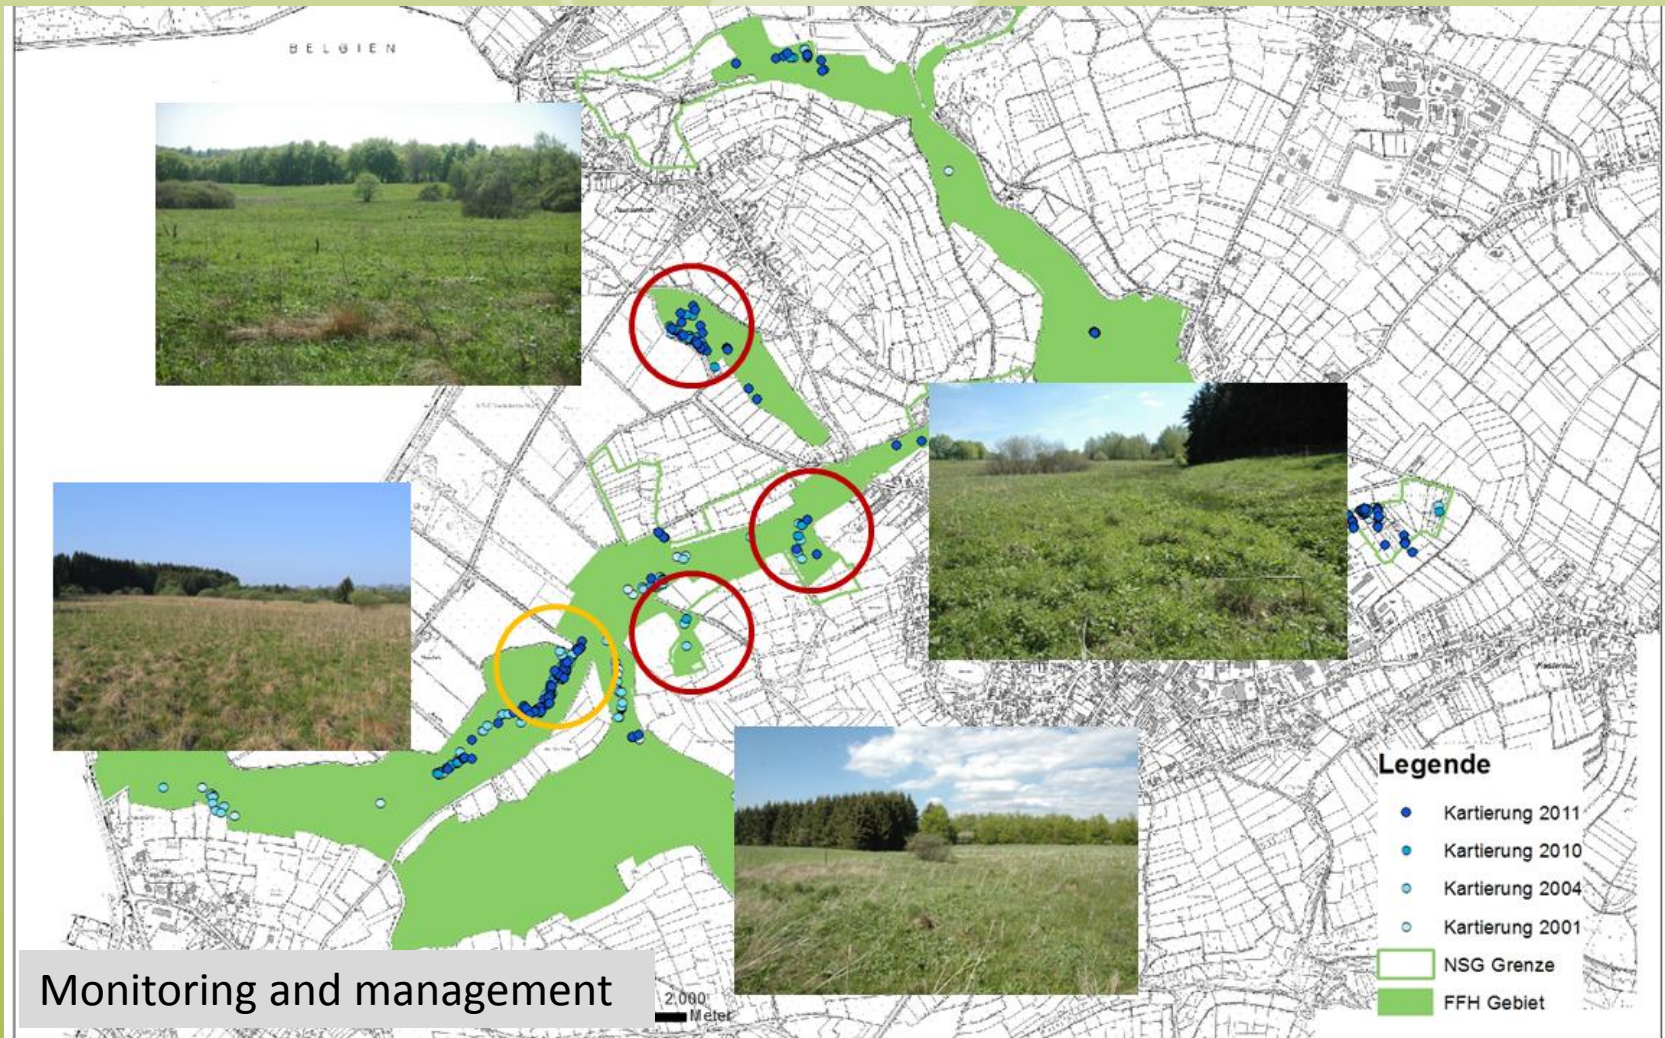 BELGIEN
Legende
Kartierung 2011
Kartierung 2010
Kartierung 2004
Kartierung 2001
NSG Grenze
FFH Gebiet
Monitoring and management
2,000
Meter